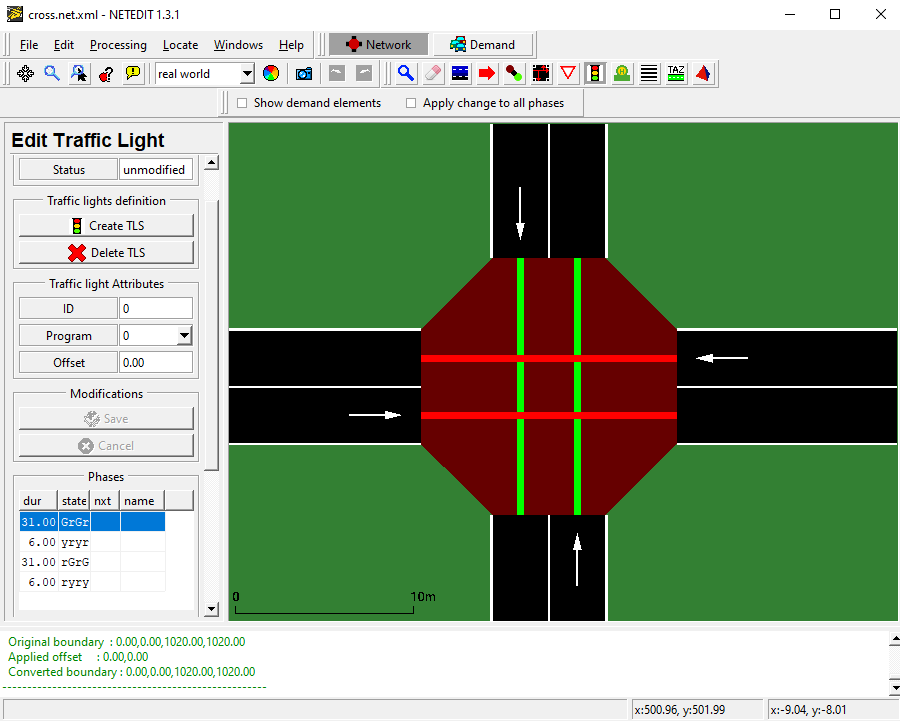 cross.net.xml - NETEDIT 1.3.1
File Edit Processing Locate Windows Help Network Demand
real world TAZ
Show demand elements Apply change to all phases
Edit Traffic Light
Status unmodified
Traffic lights definition
Create TLS
Delete TLS
Traffic light Attributes
ID 0
Program 0
Offset 0.00
Modifications
Save
Cancel
Phases
dur state nxt name
31.00 GrGr
6.00 yryr
31.00 rGrG
6.00 ryry
0 10m
Original boundary : 0.00,0.00,1020.00,1020.00
Applied offset : 0.00,0.00
Converted boundary : 0.00,0.00,1020.00,1020.00
-----------------------------------------------------
x:500.96, y:501.99 x:-9.04, y:-8.01